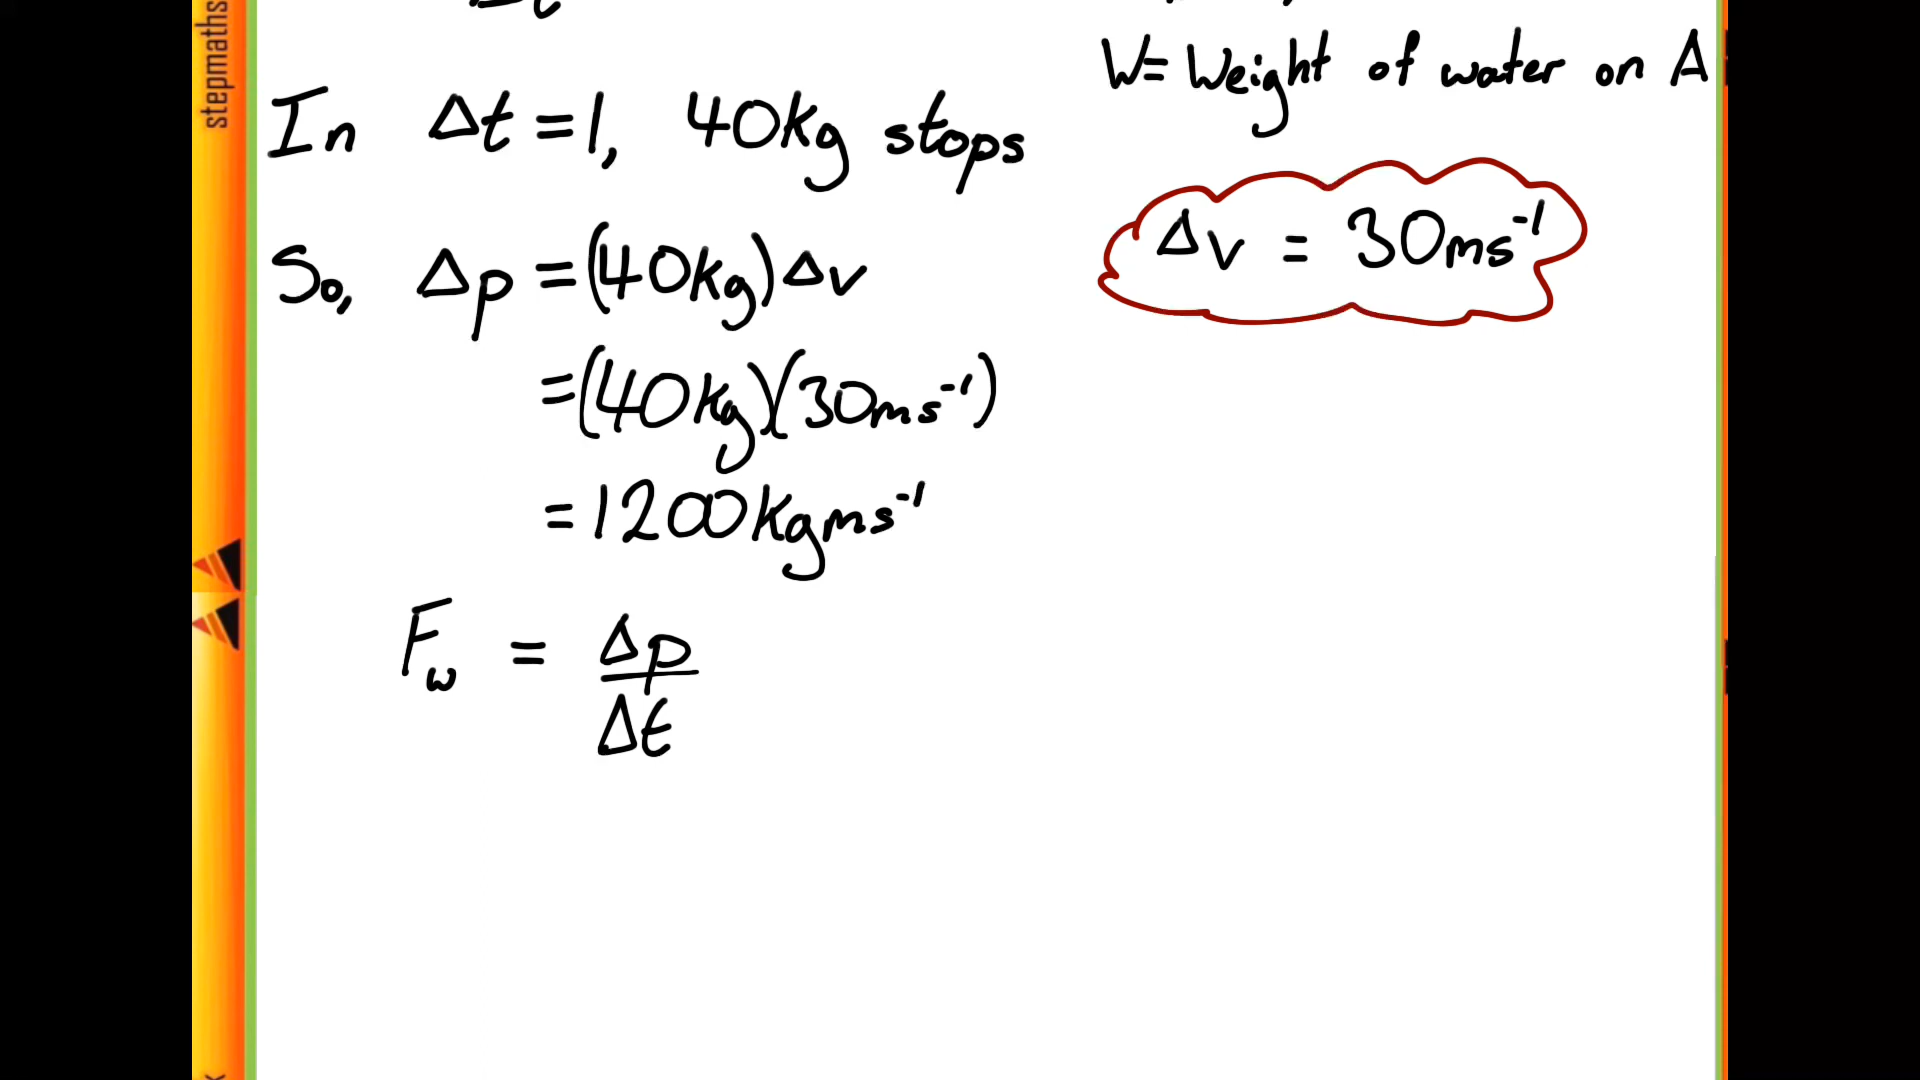 stepmaths
W= Weight of water on A
In Δt = 1, 40kg stops
Δv = 30ms⁻¹
So, Δp = (40kg)Δv
= (40kg)(30ms⁻¹)
= 1200kgms⁻¹
F_w = Δp/Δt